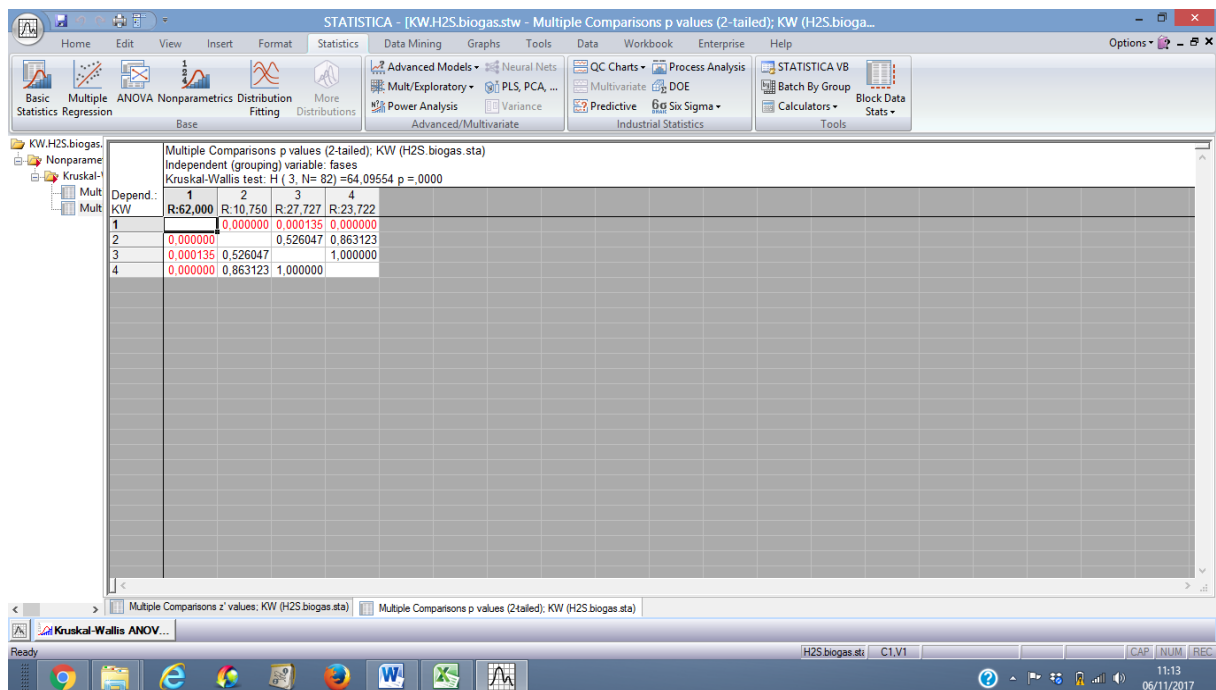 STATISTICA - [KW.H2S.biogas.stw - Multiple Comparisons p values (2-tailed); KW (H2S.bioga...
Home Edit View Insert Format Statistics Data Mining Graphs Tools Data Workbook Enterprise Help Options
Basic Statistics
Multiple Regression
ANOVA
Nonparametrics
Distribution Fitting
More Distributions
Base
Advanced Models
Neural Nets
Mult/Exploratory
PLS, PCA, ...
Power Analysis
Variance
Advanced/Multivariate
QC Charts
Process Analysis
Multivariate
DOE
Predictive
6σ Six Sigma
Industrial Statistics
STATISTICA VB
Batch By Group
Calculators
Block Data Stats
Tools
KW.H2S.biogas.
Nonparame
Kruskal-
Mult
Mult
Multiple Comparisons p values (2-tailed); KW (H2S.biogas.sta)
Independent (grouping) variable: fases
Kruskal-Wallis test: H ( 3, N= 82) =64,09554 p =,0000
Depend.: 1 2 3 4
KW R:62,000 R:10,750 R:27,727 R:23,722
1 0,000000 0,000135 0,000000
2 0,000000 0,526047 0,863123
3 0,000135 0,526047 1,000000
4 0,000000 0,863123 1,000000
Multiple Comparisons z' values; KW (H2S.biogas.sta)
Multiple Comparisons p values (2-tailed); KW (H2S.biogas.sta)
Kruskal-Wallis ANOV...
Ready H2S.biogas.sta C1,V1 CAP NUM REC
11:13
06/11/2017